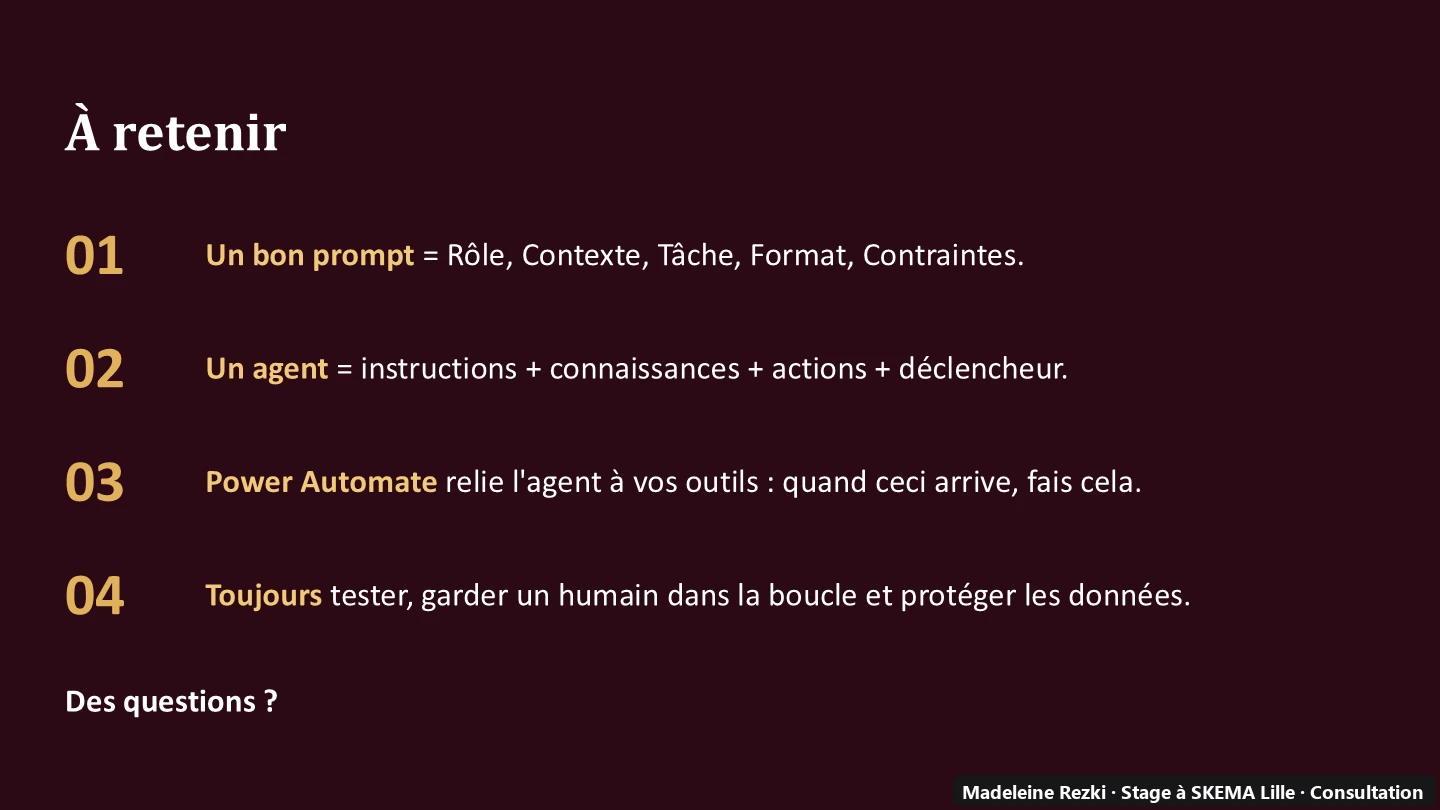 À retenir
01 Un bon prompt = Rôle, Contexte, Tâche, Format, Contraintes.
02 Un agent = instructions + connaissances + actions + déclencheur.
03 Power Automate relie l'agent à vos outils : quand ceci arrive, fais cela.
04 Toujours tester, garder un humain dans la boucle et protéger les données.
Des questions ?
Madeleine Rezki · Stage à SKEMA Lille · Consultation